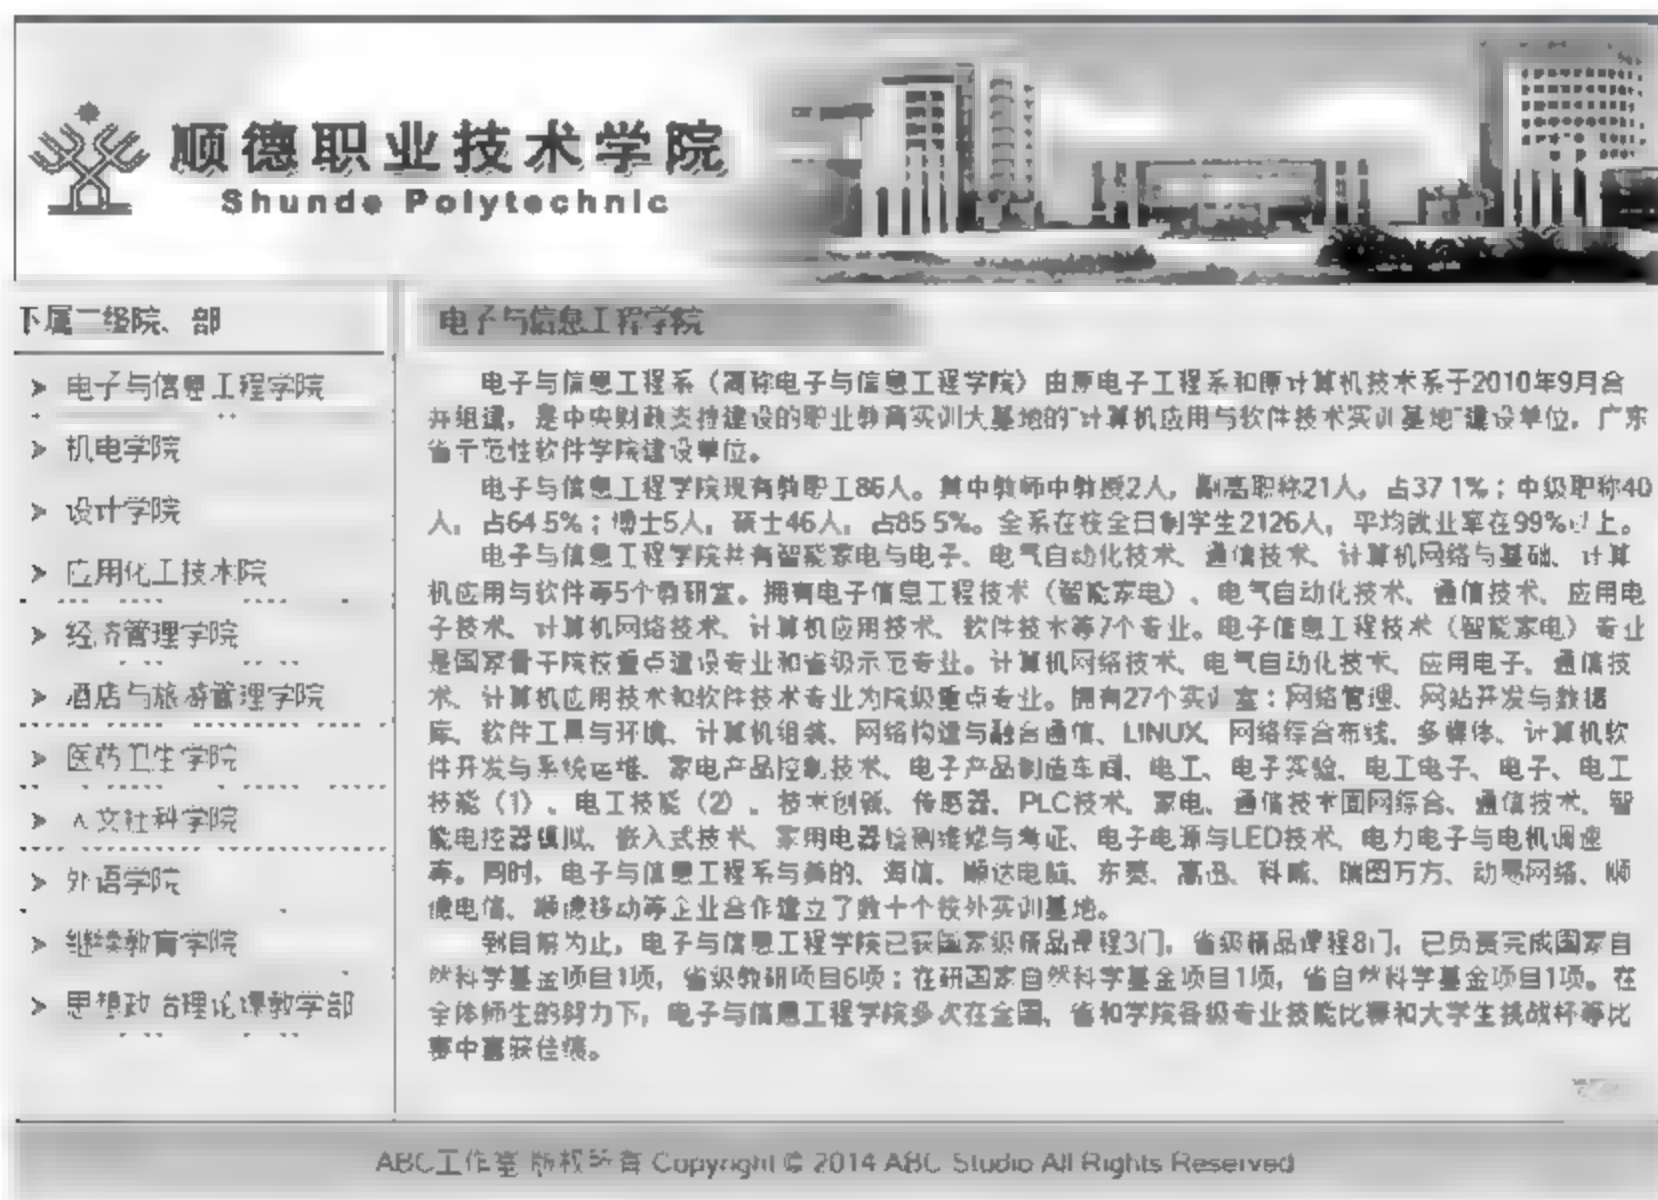 顺德职业技术学院
Shunde Polytechnic
下属二级院、部
电子与信息工程学院
机电学院
设计学院
应用化工技术院
经济管理学院
酒店与旅游管理学院
医药卫生学院
人文社科学院
外语学院
继续教育学院
思想政治理论课教学部
电子与信息工程学院
电子与信息工程系（简称电子与信息工程学院）由原电子工程系和原计算机技术系于2010年9月合
并组建，是中央财政支持建设的职业教育实训大基地的"计算机应用与软件技术实训基地"建设单位，广东
省示范性软件学院建设单位。
电子与信息工程学院现有教职工86人。其中教师中教授2人，副高职称21人，占37.1%；中级职称40
人，占64.5%；博士5人，硕士46人，占85.5%。全系在校全日制学生2126人，平均就业率在99%以上。
电子与信息工程学院共有智能家电与电子、电气自动化技术、通信技术、计算机网络与基础、计算
机应用与软件等5个教研室。拥有电子信息工程技术（智能家电）、电气自动化技术、通信技术、应用电
子技术、计算机网络技术、计算机应用技术、软件技术等7个专业。电子信息工程技术（智能家电）专业
是国家骨干院校重点建设专业和省级示范专业。计算机网络技术、电气自动化技术、应用电子、通信技
术、计算机应用技术和软件技术专业为院级重点专业。拥有27个实训室：网络管理、网站开发与数据
库、软件工具与环境、计算机组装、网络构建与融合通信、LINUX、网络综合布线、多媒体、计算机软
件开发与系统运维、家电产品控制技术、电子产品制造车间、电工、电子实验、电工电子、电子、电工
技能（1）、电工技能（2）、技术创新、传感器、PLC技术、家电、通信技术国网综合、通信技术、智
能电控器模拟、嵌入式技术、家用电器检测维修与考证、电子电源与LED技术、电力电子与电机调速
等。同时，电子与信息工程系与美的、海信、顺达电脑、东菱、高迅、科威、瑞图万方、动易网络、顺
德电信、顺德移动等企业合作建立了数十个校外实训基地。
到目前为止，电子与信息工程学院已获国家级精品课程3门，省级精品课程8门，已负责完成国家自
然科学基金项目1项，省级教研项目6项；在研国家自然科学基金项目1项，省自然科学基金项目1项。在
全体师生的努力下，电子与信息工程学院多次在全国、省和学院各级专业技能比赛和大学生挑战杯等比
赛中喜获佳绩。
ABC工作室 版权所有 Copyright © 2014 ABC Studio All Rights Reserved